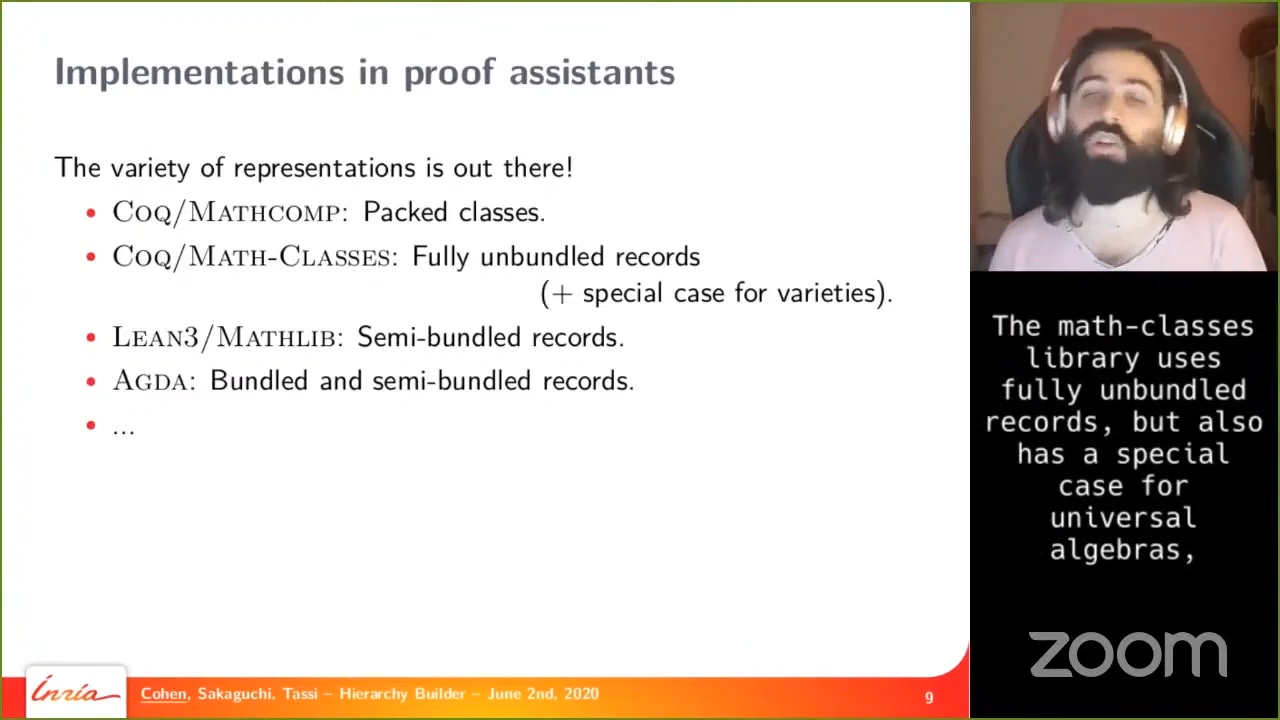 Implementations in proof assistants
The variety of representations is out there!
• COQ/MATHCOMP: Packed classes.
• COQ/MATH-CLASSES: Fully unbundled records
(+ special case for varieties).
• LEAN3/MATHLIB: Semi-bundled records.
• AGDA: Bundled and semi-bundled records.
• ...
The math-classes
library uses
fully unbundled
records, but also
has a special
case for
universal
algebras,
zoom
Inria
Cohen, Sakaguchi, Tassi – Hierarchy Builder – June 2nd, 2020
9